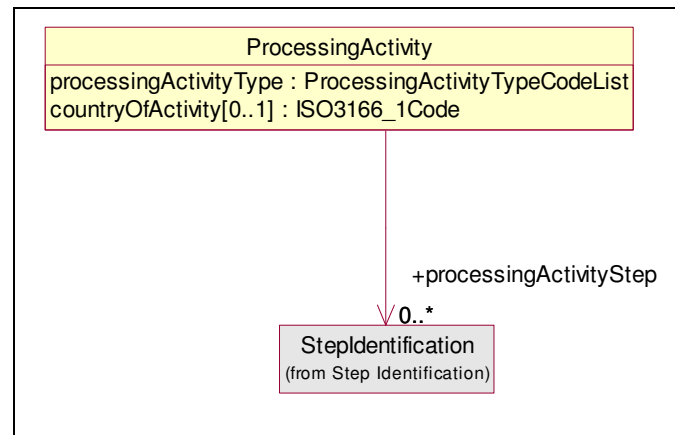 ProcessingActivity
processingActivityType : ProcessingActivityTypeCodeList
countryOfActivity[0..1] : ISO3166_1Code
+processingActivityStep
0..*
StepIdentification
(from Step Identification)